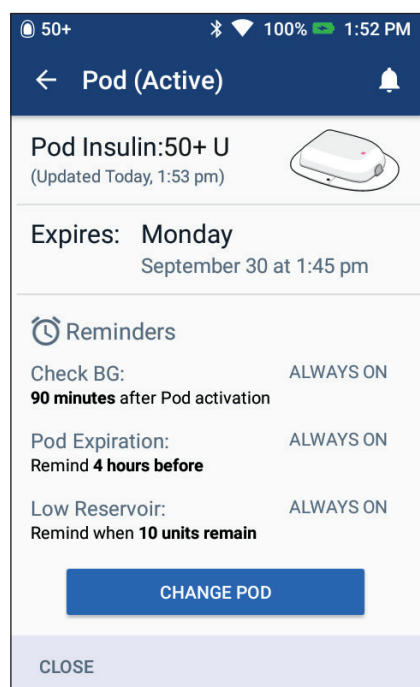 50+ 100% 1:52 PM
Pod (Active)
Pod Insulin:50+ U
(Updated Today, 1:53 pm)
Expires: Monday
September 30 at 1:45 pm
Reminders
Check BG: ALWAYS ON
90 minutes after Pod activation
Pod Expiration: ALWAYS ON
Remind 4 hours before
Low Reservoir: ALWAYS ON
Remind when 10 units remain
CHANGE POD
CLOSE